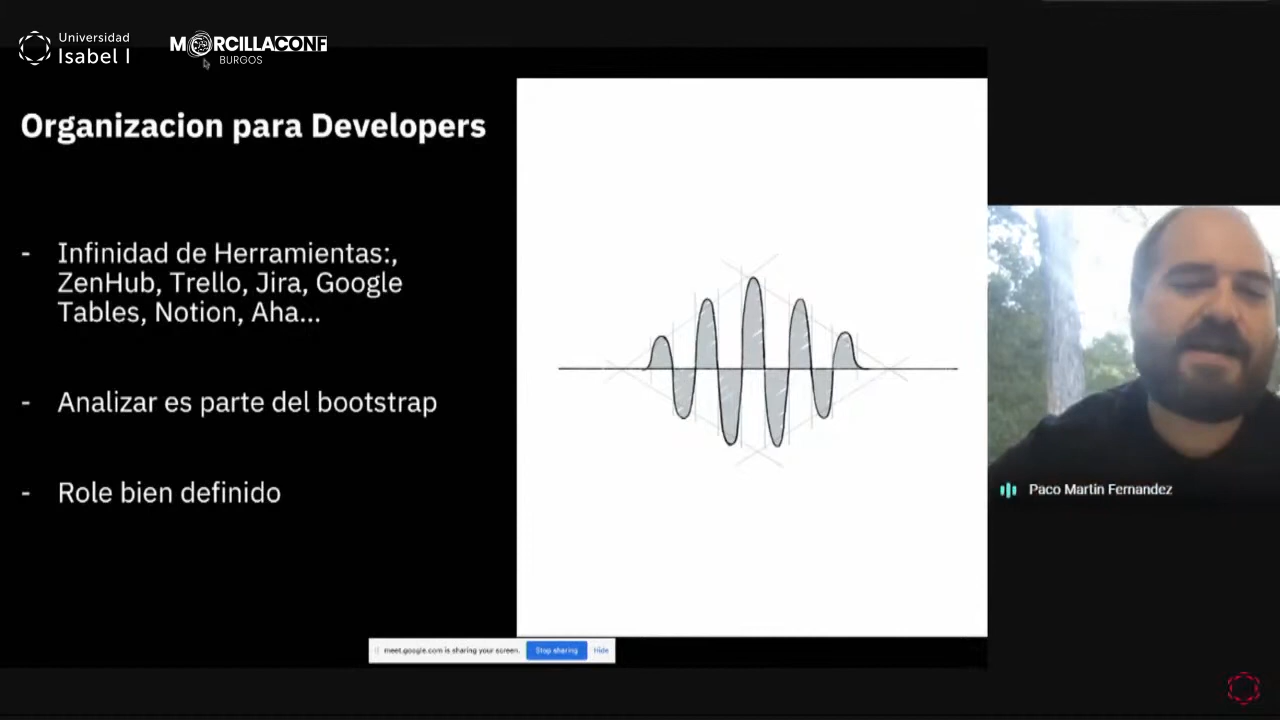 Universidad
Isabel I
MORCILLACONF
BURGOS
Organizacion para Developers
- Infinidad de Herramientas:,
ZenHub, Trello, Jira, Google
Tables, Notion, Aha...
- Analizar es parte del bootstrap
- Role bien definido
Paco Martin Fernandez
meet.google.com is sharing your screen.
Stop sharing
Hide